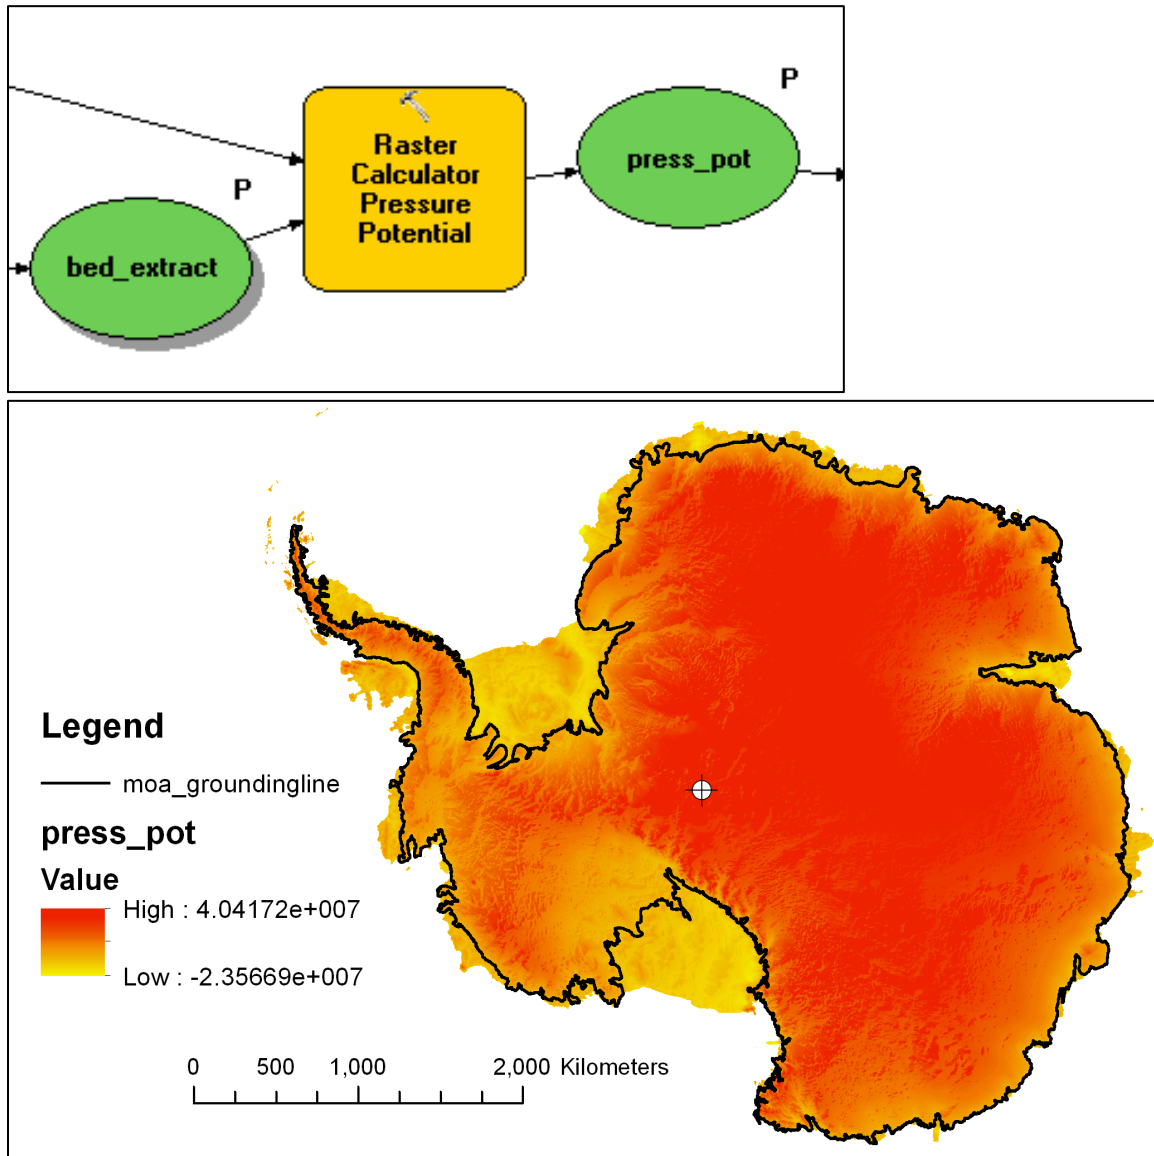 P
Raster
Calculator
Pressure
Potential
press_pot
P
bed_extract
Legend
moa_groundingline
press_pot
Value
High : 4.04172e+007
Low : -2.35669e+007
0 500 1,000 2,000 Kilometers